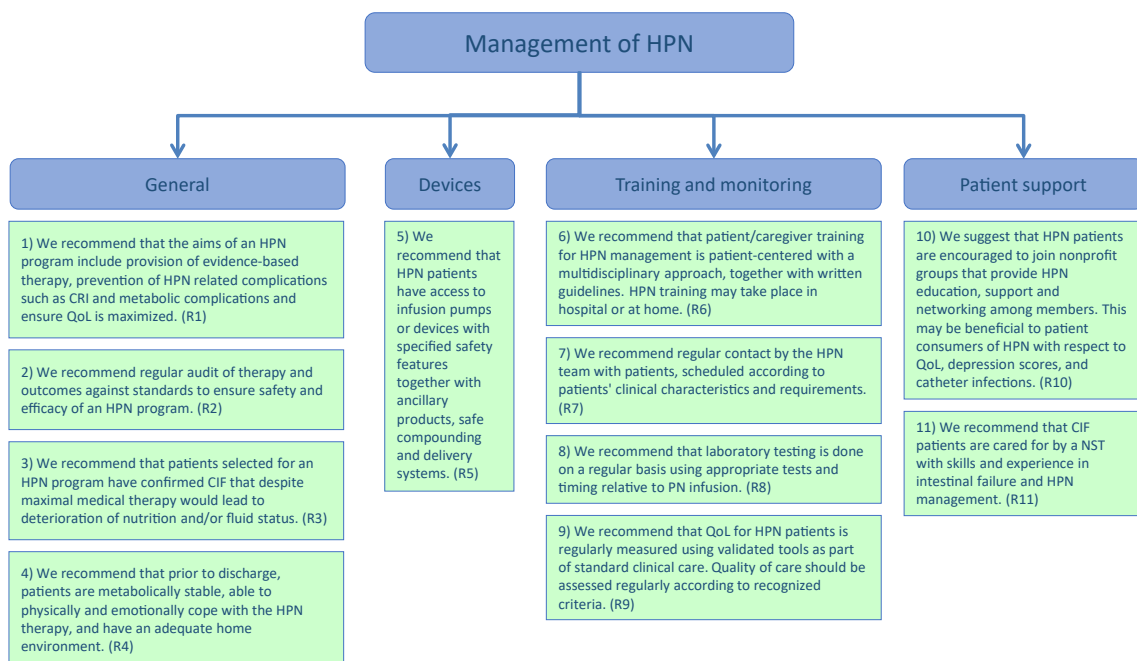 Management of HPN
General
1) We recommend that the aims of an HPN
program include provision of evidence-based
therapy, prevention of HPN related complications
such as CRI and metabolic complications and
ensure QoL is maximized. (R1)
2) We recommend regular audit of therapy and
outcomes against standards to ensure safety and
efficacy of an HPN program. (R2)
3) We recommend that patients selected for an
HPN program have confirmed CIF that despite
maximal medical therapy would lead to
deterioration of nutrition and/or fluid status. (R3)
4) We recommend that prior to discharge,
patients are metabolically stable, able to
physically and emotionally cope with the HPN
therapy, and have an adequate home
environment. (R4)
Devices
5) We
recommend that
HPN patients
have access to
infusion pumps
or devices with
specified safety
features
together with
ancillary
products, safe
compounding
and delivery
systems. (R5)
Training and monitoring
6) We recommend that patient/caregiver training
for HPN management is patient-centered with a
multidisciplinary approach, together with written
guidelines. HPN training may take place in
hospital or at home. (R6)
7) We recommend regular contact by the HPN
team with patients, scheduled according to
patients' clinical characteristics and requirements.
(R7)
8) We recommend that laboratory testing is done
on a regular basis using appropriate tests and
timing relative to PN infusion. (R8)
9) We recommend that QoL for HPN patients is
regularly measured using validated tools as part
of standard clinical care. Quality of care should be
assessed regularly according to recognized
criteria. (R9)
Patient support
10) We suggest that HPN patients
are encouraged to join nonprofit
groups that provide HPN
education, support and
networking among members. This
may be beneficial to patient
consumers of HPN with respect to
QoL, depression scores, and
catheter infections. (R10)
11) We recommend that CIF
patients are cared for by a NST
with skills and experience in
intestinal failure and HPN
management. (R11)